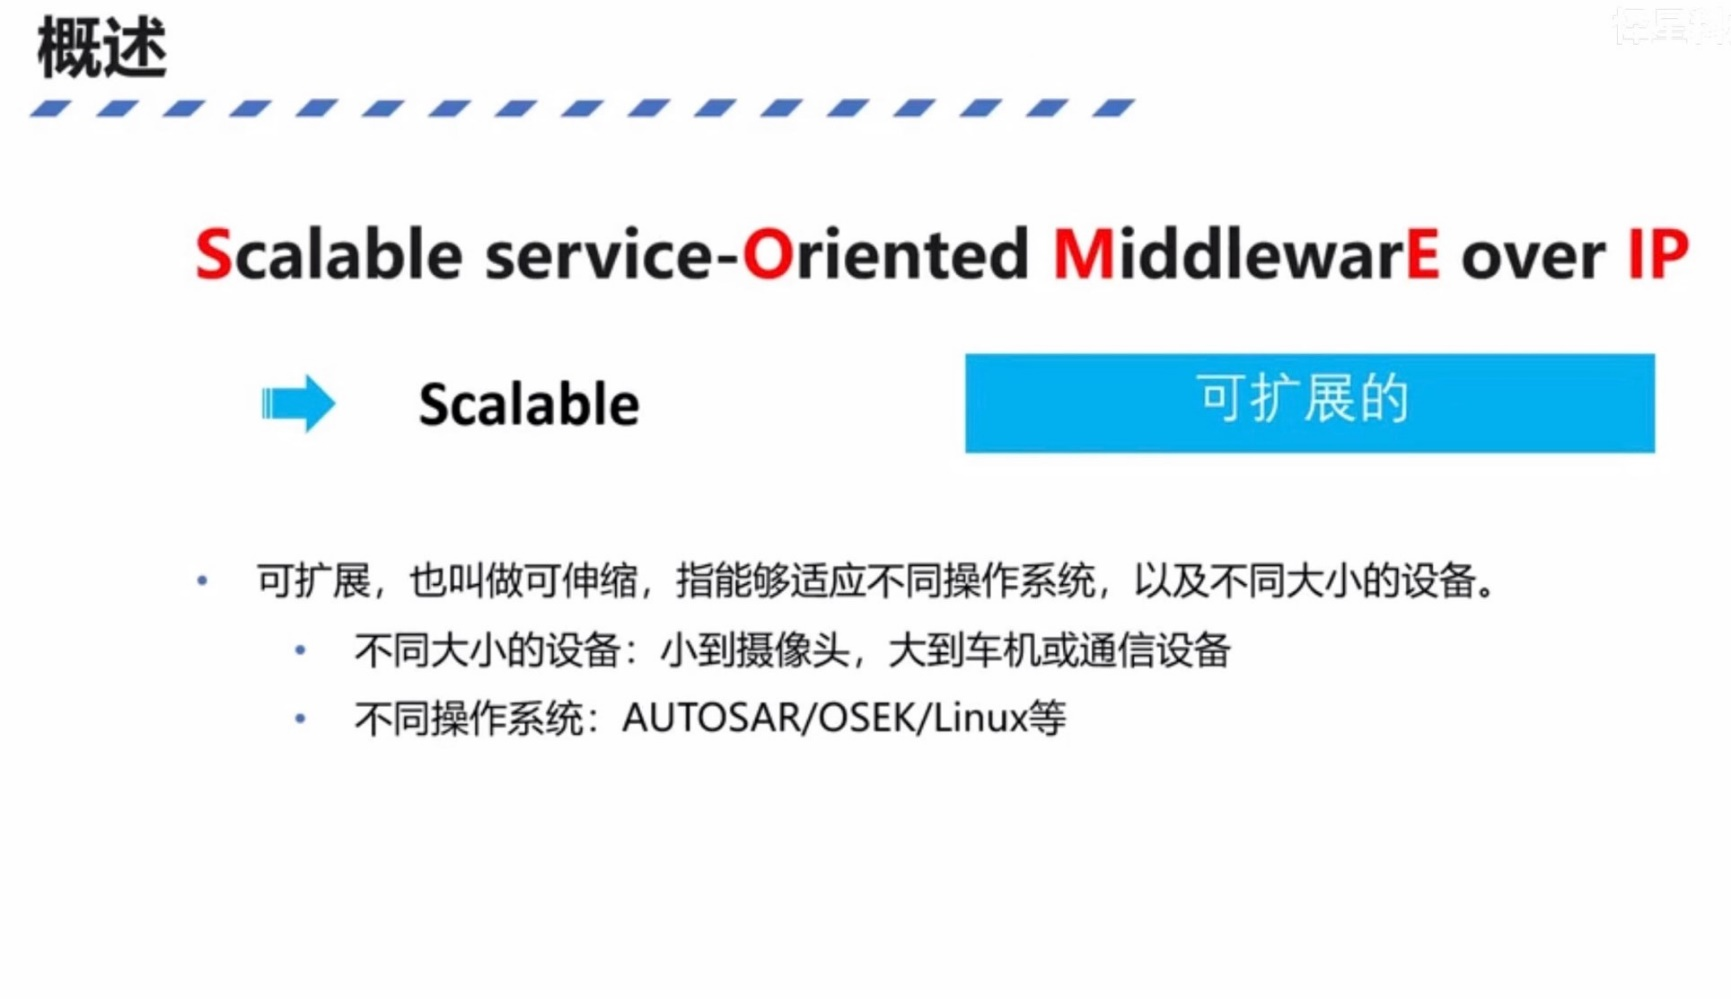 概述
Scalable service-Oriented MiddlewarE over IP
Scalable
可扩展的
• 可扩展，也叫做可伸缩，指能够适应不同操作系统，以及不同大小的设备。
• 不同大小的设备：小到摄像头，大到车机或通信设备
• 不同操作系统：AUTOSAR/OSEK/Linux等